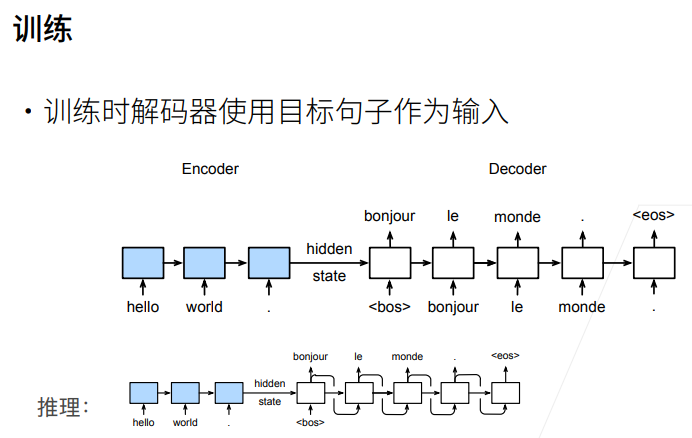 训练
• 训练时解码器使用目标句子作为输入
Encoder Decoder
bonjour le monde . <eos>
hidden
state
hello world . <bos> bonjour le monde .
bonjour le monde . <eos>
推理：
hidden
state
hello world . <bos>